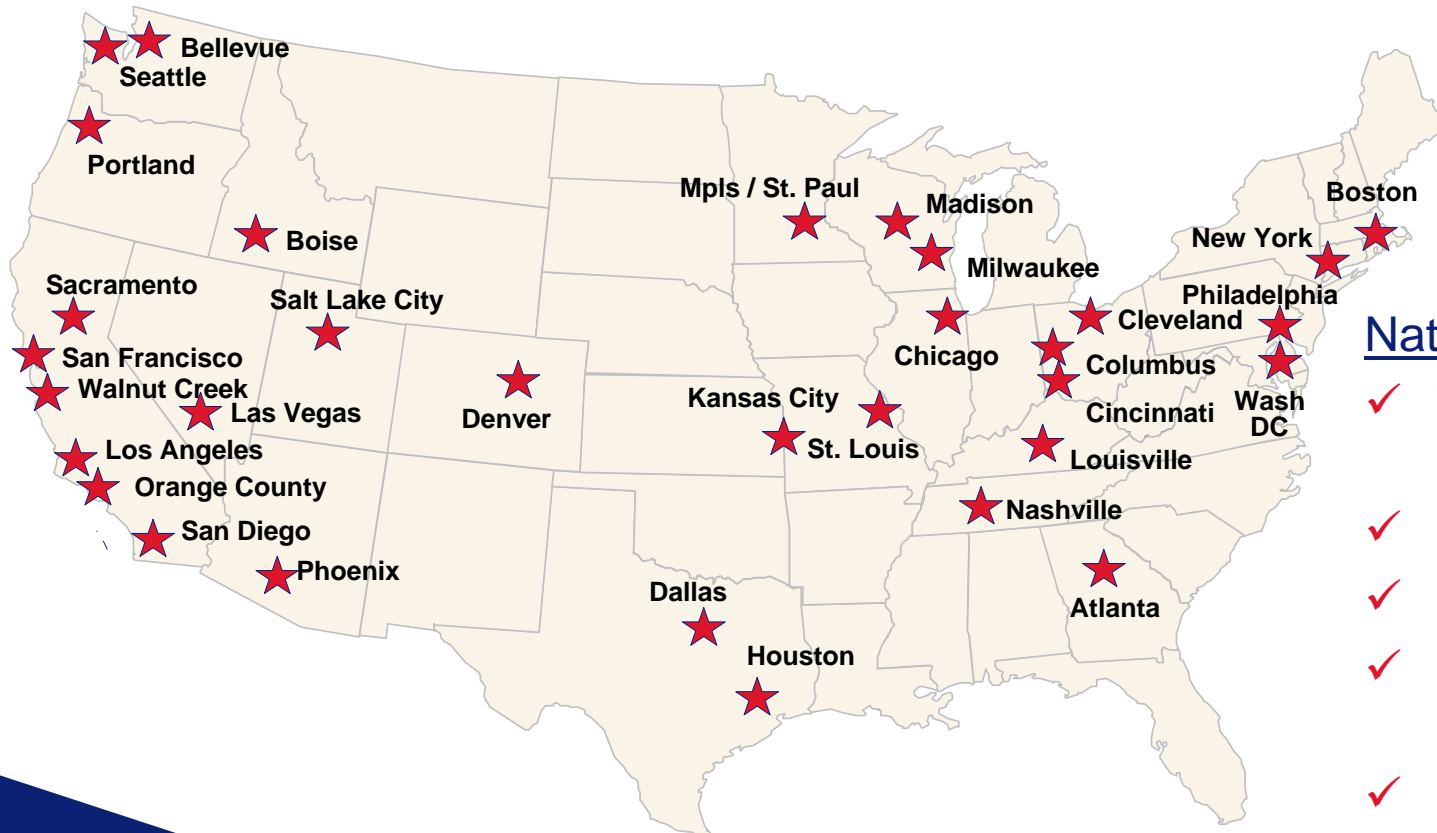 Bellevue
Seattle
Portland
Boise
Mpls / St. Paul
Madison
Milwaukee
Boston
New York
Sacramento
Salt Lake City
Philadelphia
Cleveland
Nat
San Francisco
Chicago
Columbus
Walnut Creek
Las Vegas
Denver
Kansas City
Cincinnati
Wash
DC
Los Angeles
St. Louis
Louisville
Orange County
Nashville
San Diego
Phoenix
Dallas
Atlanta
Houston